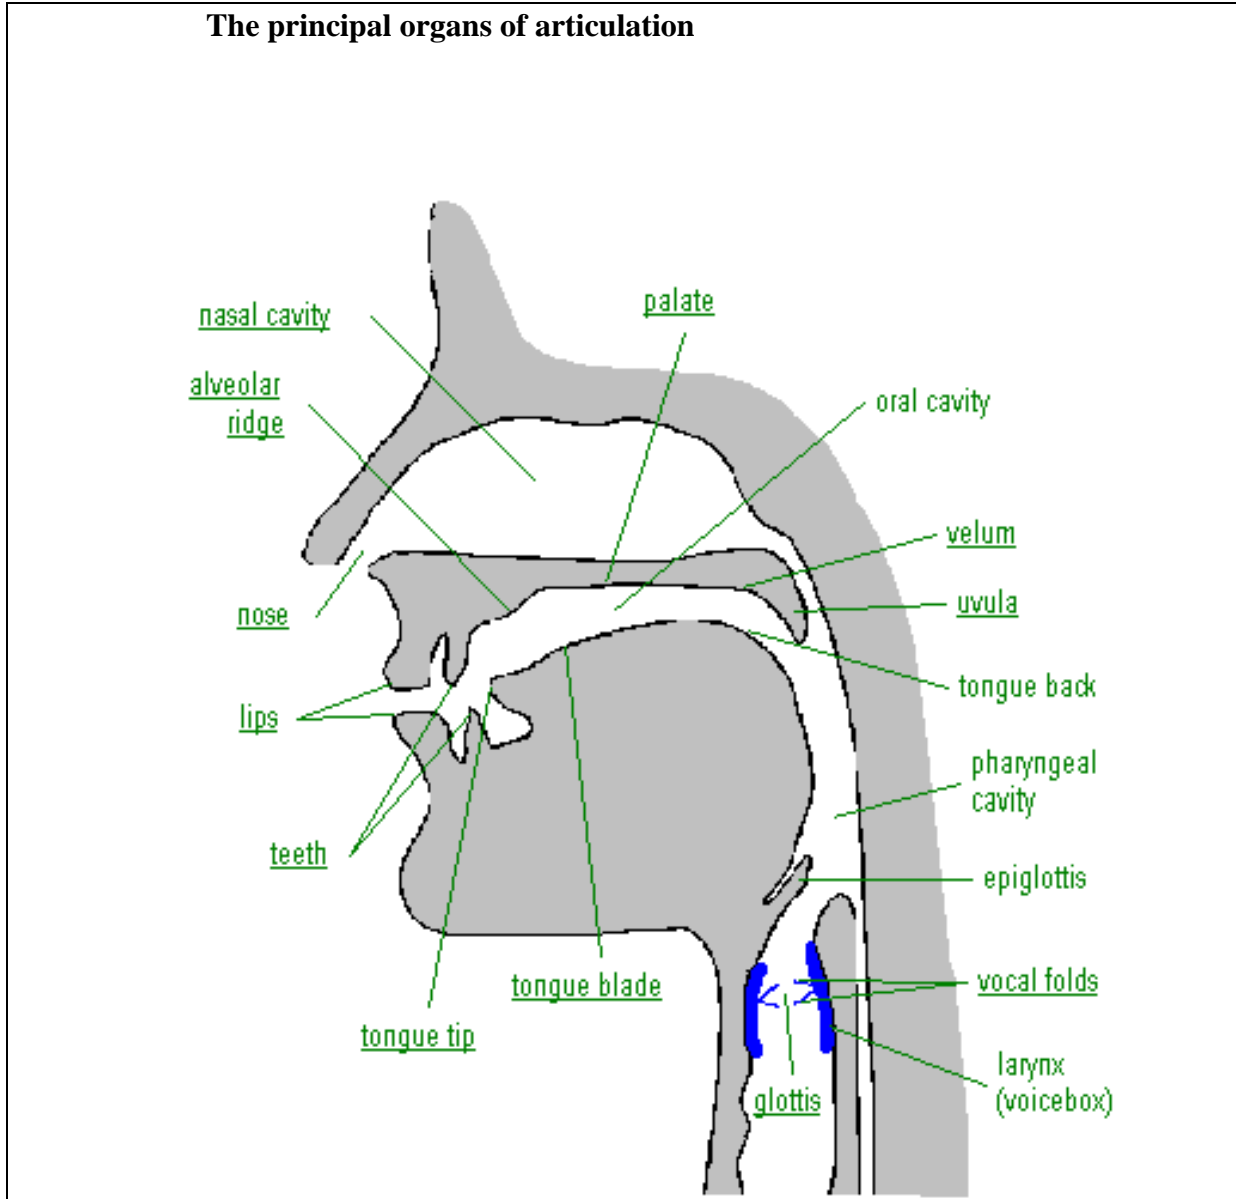 The principal organs of articulation
nasal cavity
palate
alveolar
ridge
oral cavity
velum
uvula
nose
tongue back
lips
pharyngeal
cavity
teeth
epiglottis
tongue blade
vocal folds
tongue tip
larynx
(voicebox)
glottis